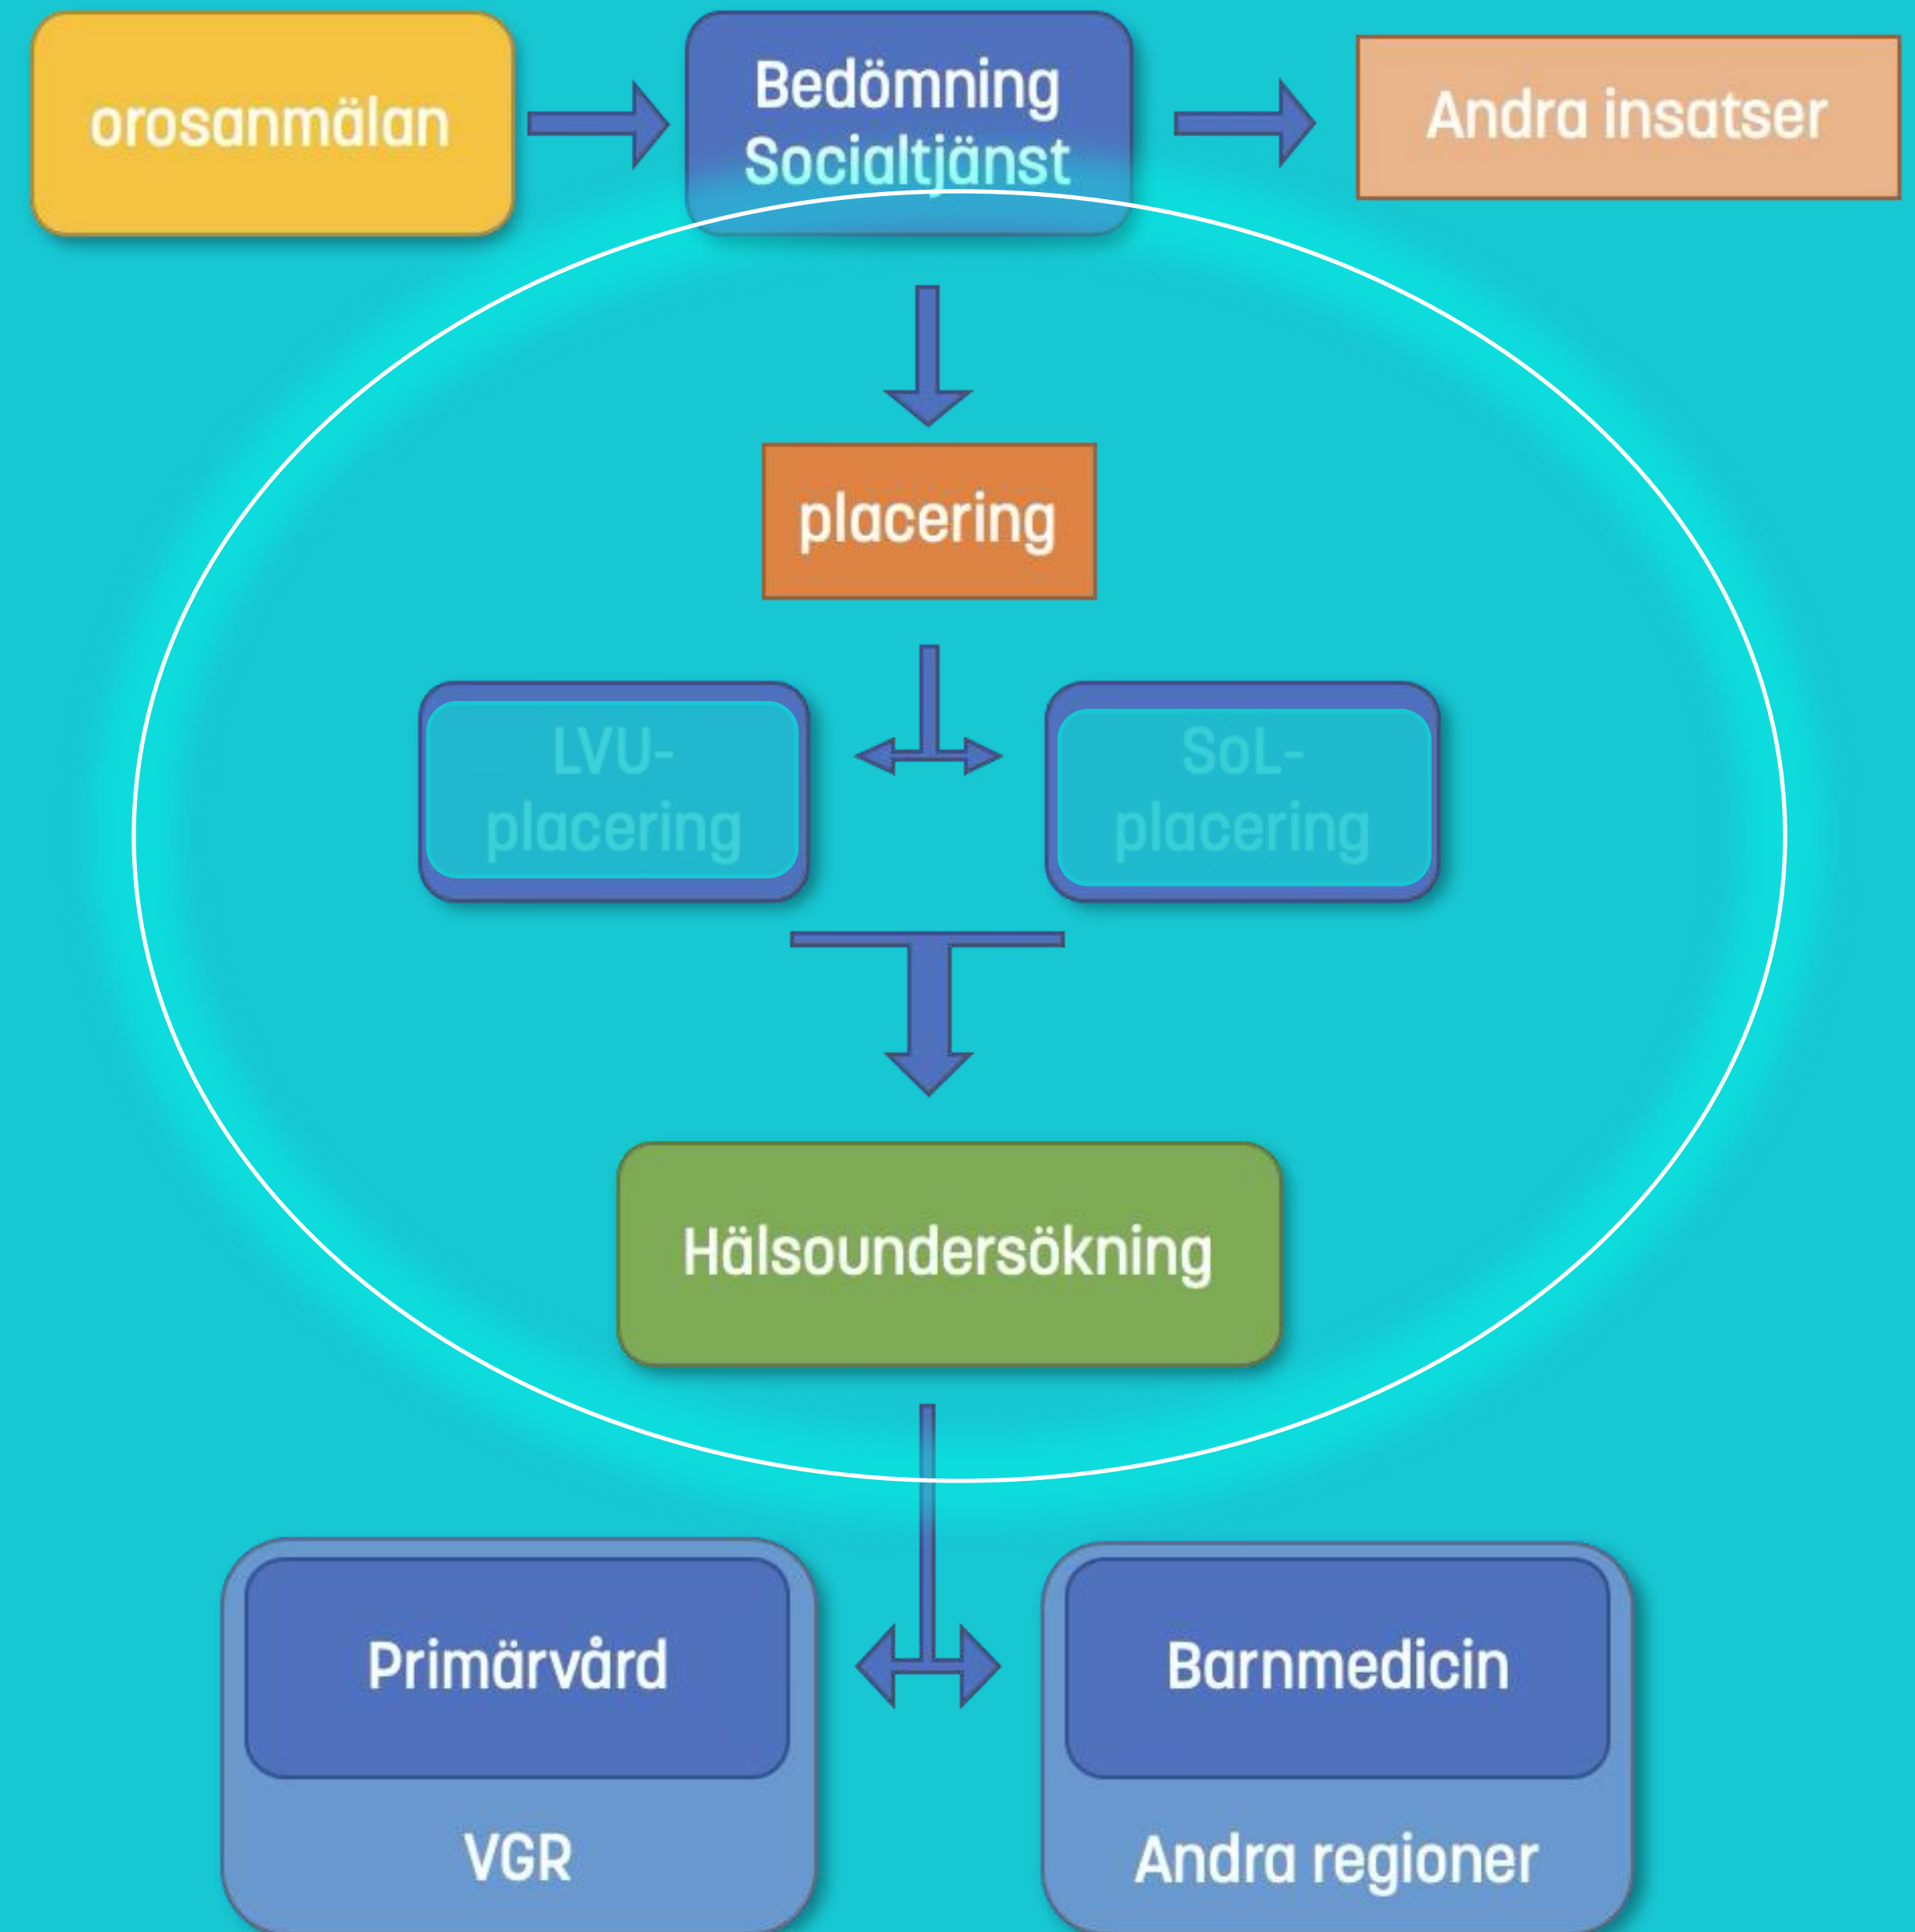 orosanmälan
Bedömning
Socialtjänst
Andra insatser
placering
LVU-
placering
SoL-
placering
Hälsoundersökning
Primärvård
VGR
Barnmedicin
Andra regioner